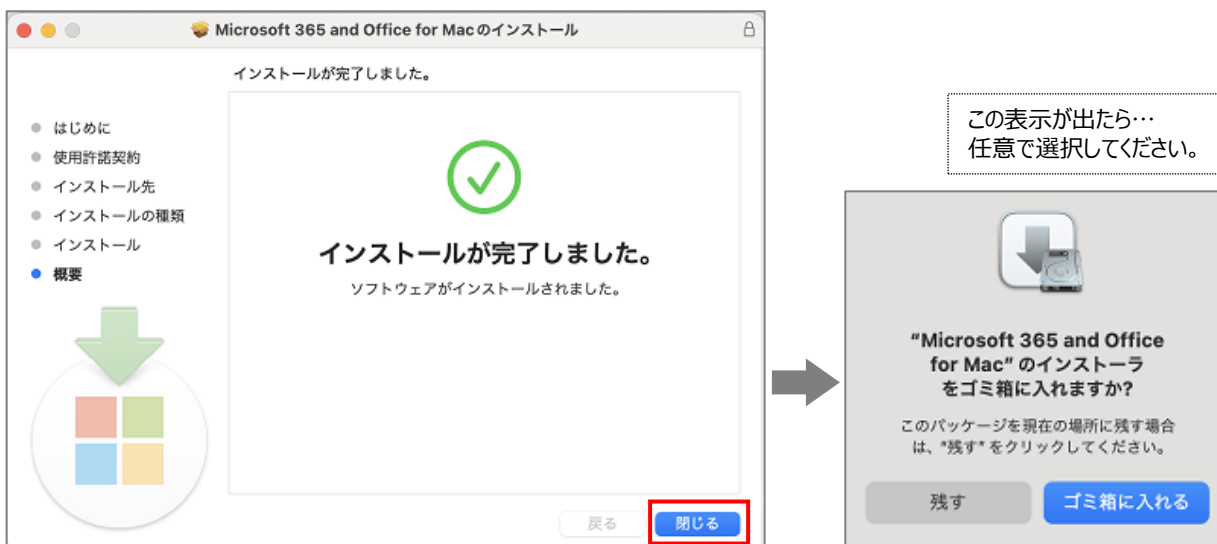 Microsoft 365 and Office for Macのインストール
インストールが完了しました。
はじめに
使用許諾契約
インストール先
インストールの種類
インストール
概要
インストールが完了しました。
ソフトウェアがインストールされました。
戻る
閉じる
この表示が出たら…
任意で選択してください。
"Microsoft 365 and Office
for Mac" のインストーラ
をゴミ箱に入れますか?
このパッケージを現在の場所に残す場合
は、"残す" をクリックしてください。
残す
ゴミ箱に入れる